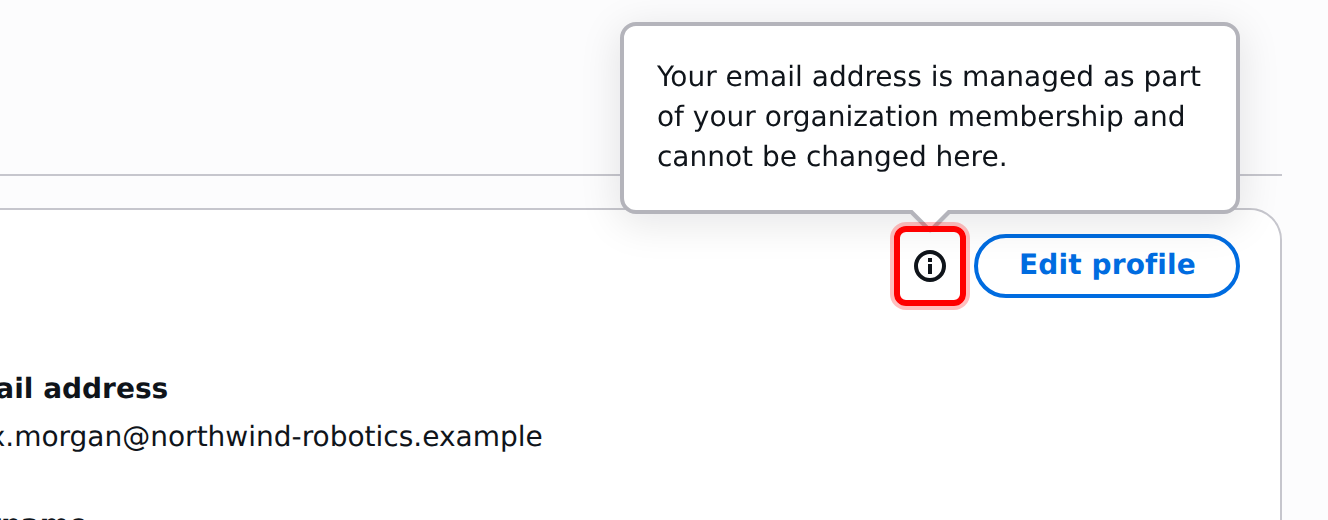 Your email address is managed as part
of your organization membership and
cannot be changed here.
Edit profile
address
northwind-robotics.example